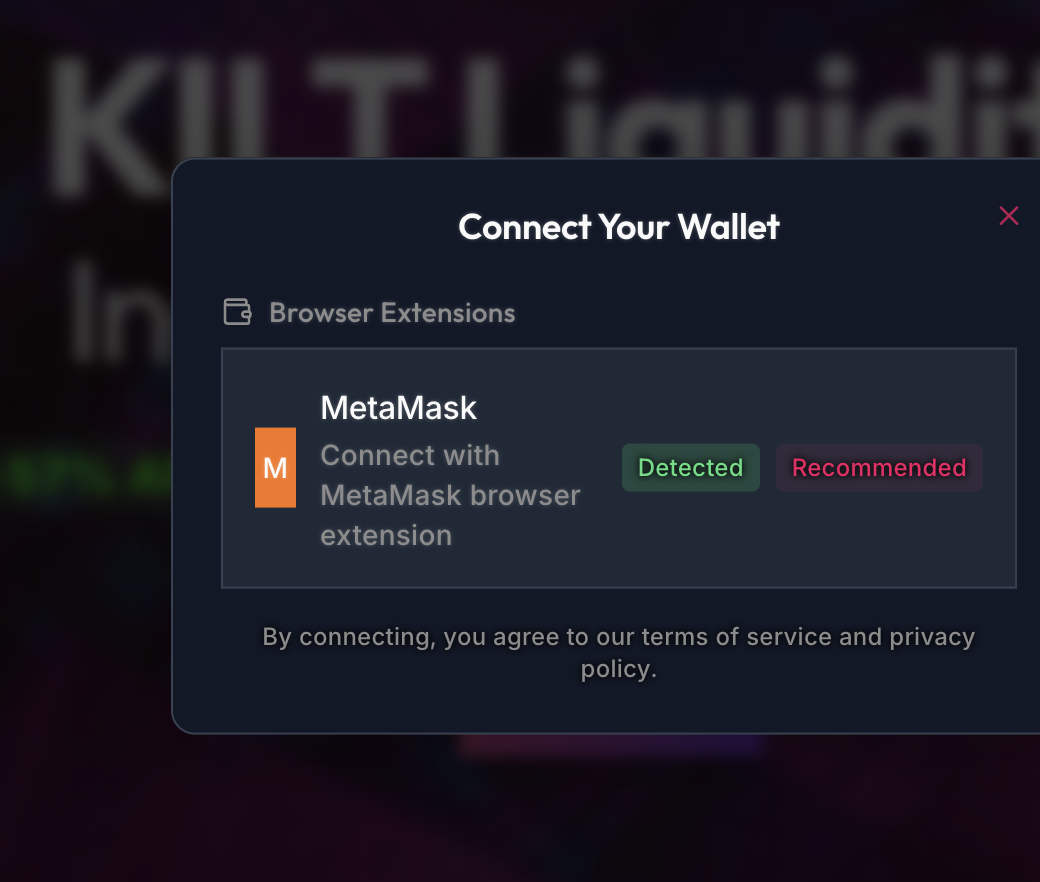 KILT Liquidit
In
Connect Your Wallet
Browser Extensions
M
MetaMask
Connect with
MetaMask browser
extension
Detected
Recommended
By connecting, you agree to our terms of service and privacy
policy.